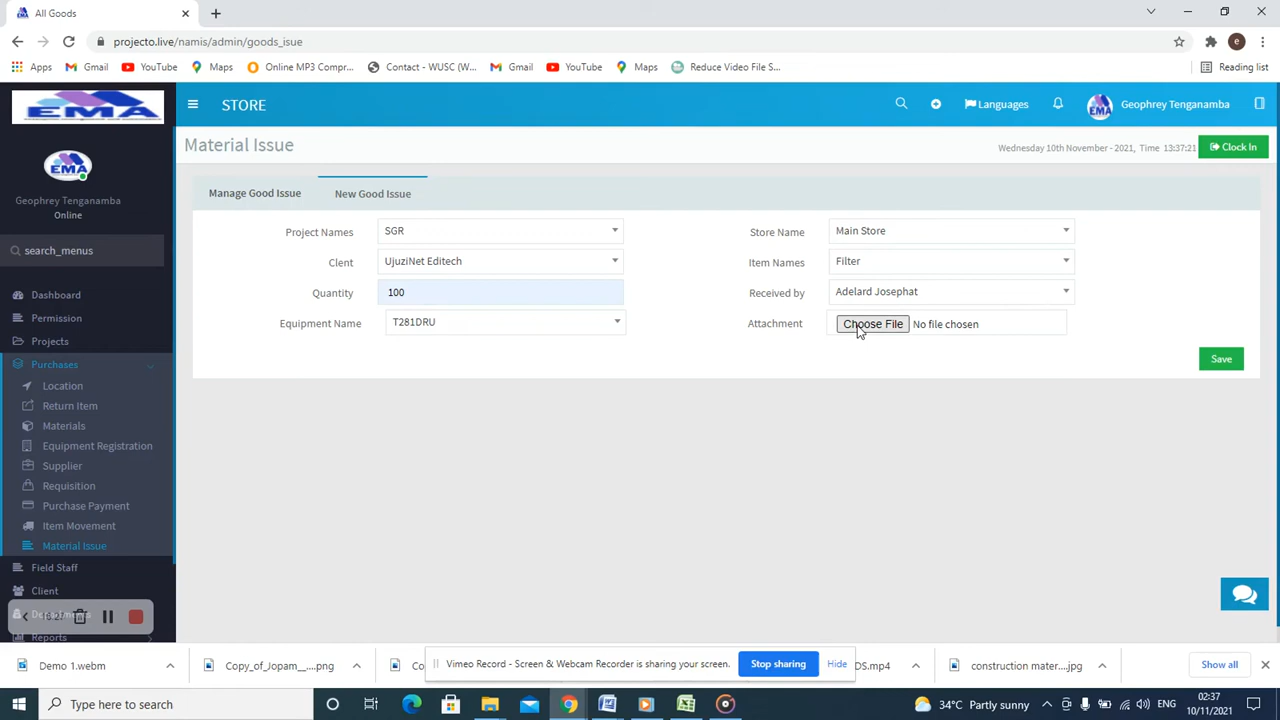 All Goods
projecto.live/namis/admin/goods_isue
Apps
Gmail
YouTube
Maps
Online MP3 Compr...
Contact - WUSC (W...
Gmail
YouTube
Maps
Reduce Video File S...
Reading list
e
EMA
STORE
Languages
EMA
Geophrey Tenganamba
Material Issue
Wednesday 10th November - 2021, Time 13:37:21
Clock In
EMA
Geophrey Tenganamba
Online
search_menus
Dashboard
Permission
Projects
Purchases
Location
Return Item
Materials
Equipment Registration
Supplier
Requisition
Purchase Payment
Item Movement
Material Issue
Field Staff
Client
Departments
Reports
Manage Good Issue
New Good Issue
Project Names SGR
Store Name Main Store
Clent UjuziNet Editech
Item Names Filter
Quantity 100
Received by Adelard Josephat
Equipment Name T281DRU
Attachment Choose File No file chosen
Save
Demo 1.webm
Copy_of_Jopam__....png
Co
Vimeo Record - Screen & Webcam Recorder is sharing your screen.
Stop sharing
Hide
DS.mp4
construction mater....jpg
Show all
Type here to search
34°C Partly sunny
ENG
02:37
10/11/2021